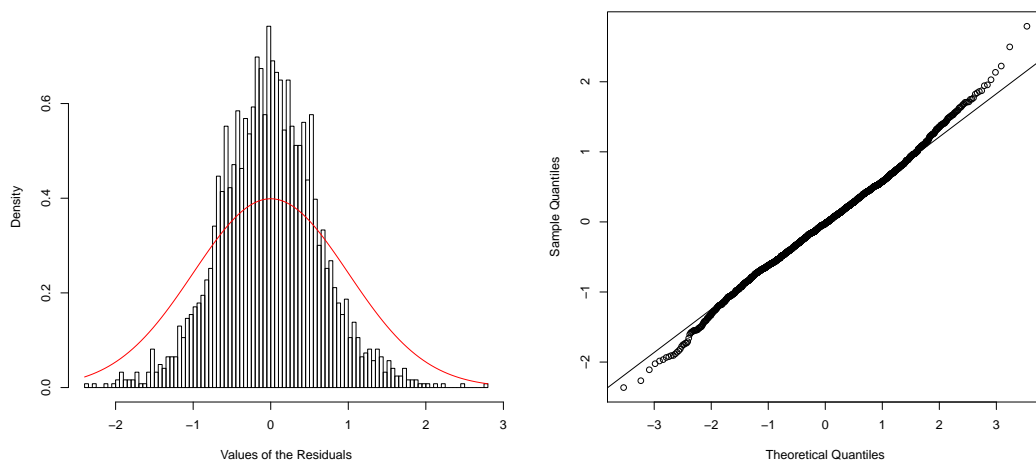 0.6
0.4
0.2
0.0
Density
−2 −1 0 1 2 3
Values of the Residuals
2
1
0
−1
−2
Sample Quantiles
−3 −2 −1 0 1 2 3
Theoretical Quantiles